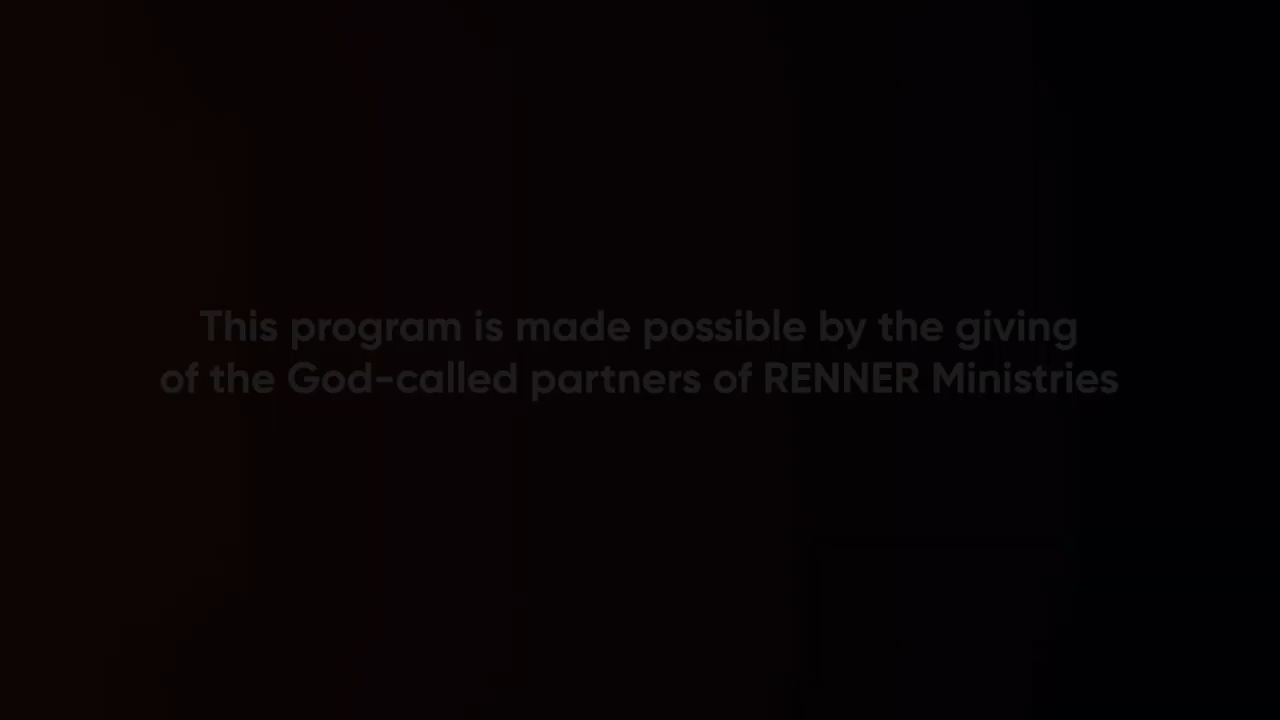 This program is made possible by the giving
of the God-called partners of RENNER Ministries